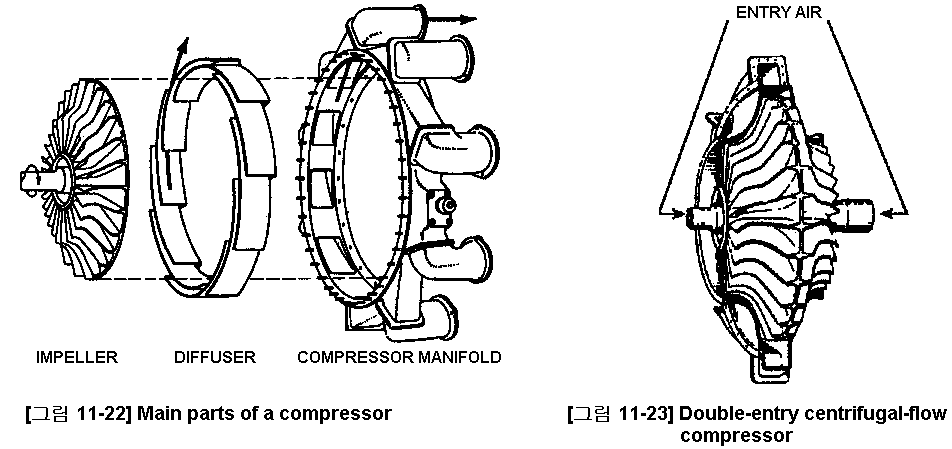 ENTRY AIR
IMPELLER
DIFFUSER
COMPRESSOR MANIFOLD
[그림 11-22] Main parts of a compressor
[그림 11-23] Double-entry centrifugal-flow
compressor